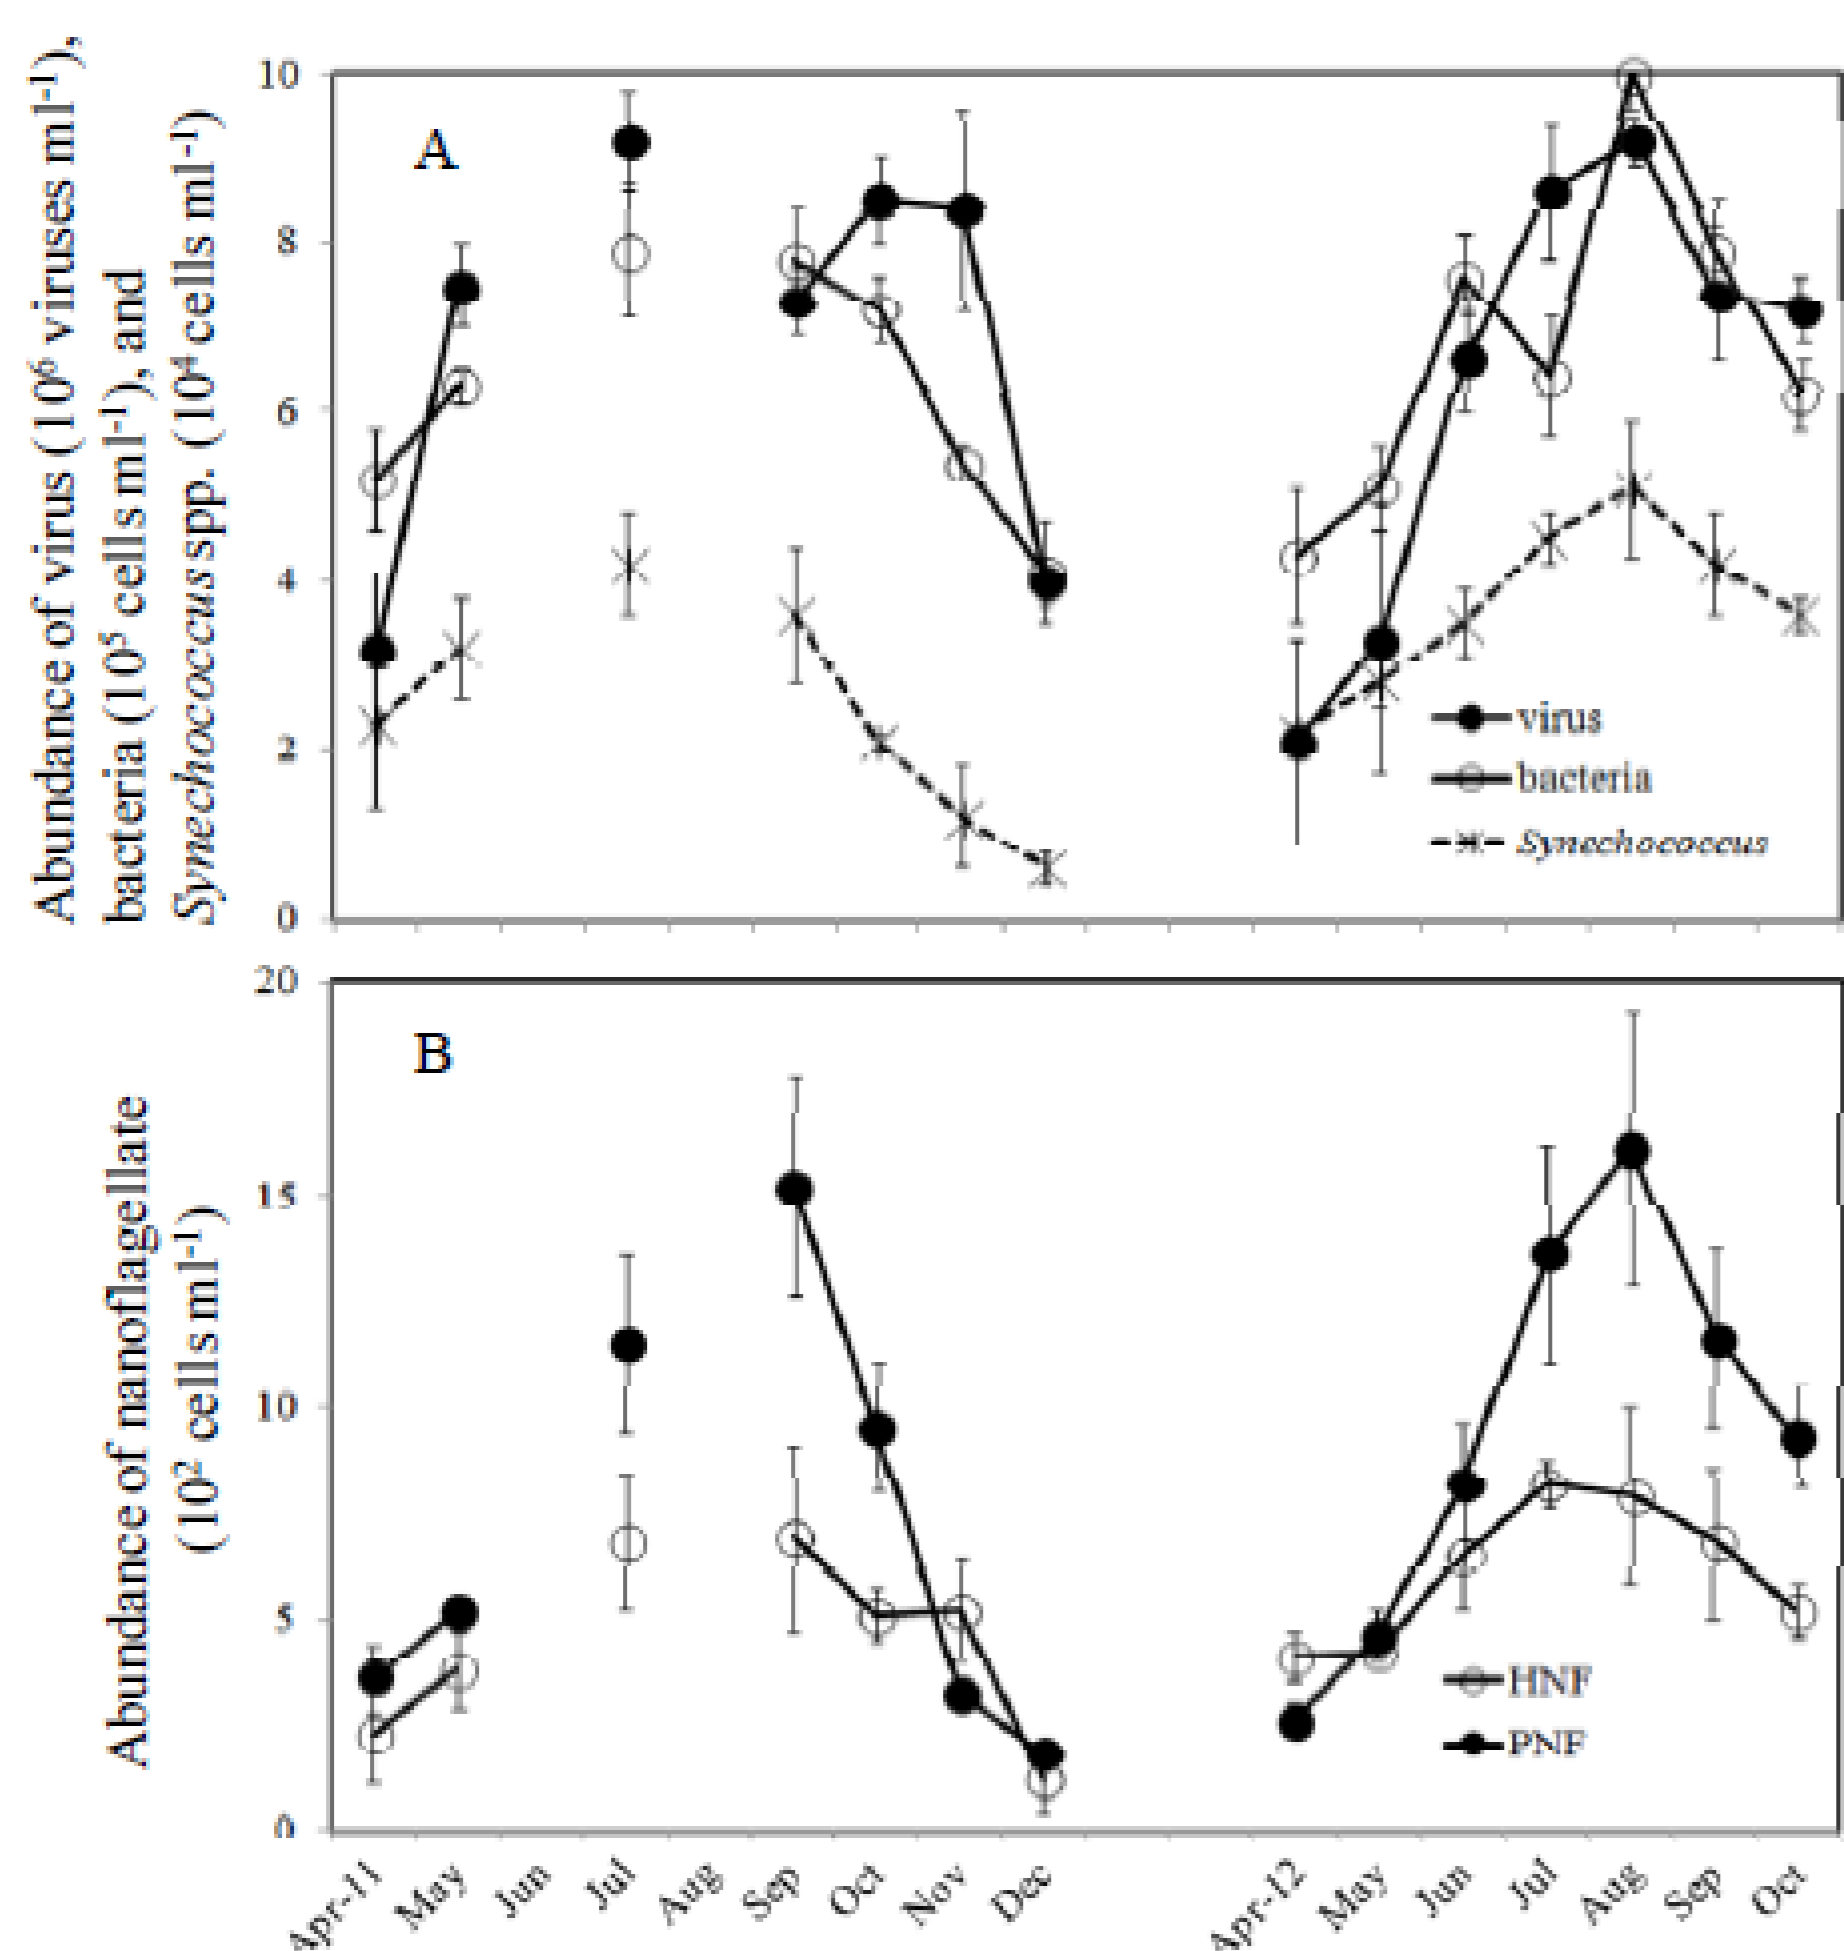 Abundance of virus (10⁶ viruses ml⁻¹),
bacteria (10⁵ cells ml⁻¹), and
Synechococcus spp. (10⁴ cells ml⁻¹)
10
8
6
4
2
0
A
virus
bacteria
Synechococcus
Abundance of nanoflagellate
(10² cells ml⁻¹)
20
15
10
5
0
B
HNF
PNF
Apr-11 May Jun Jul Aug Sep Oct Nov Dec Apr-12 May Jun Jul Aug Sep Oct